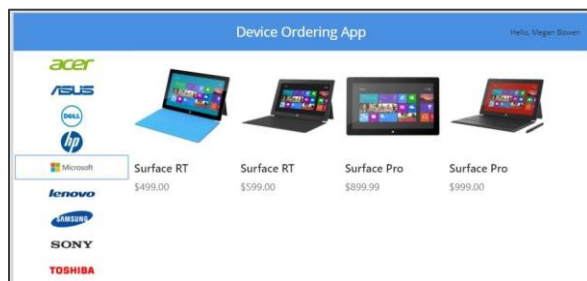 Device Ordering App
Hello, Megan Bowen
acer
ASUS
DELL
hp
Microsoft
lenovo
SAMSUNG
SONY
TOSHIBA
Surface RT
$499.00
Surface RT
$599.00
Surface Pro
$899.99
Surface Pro
$999.00